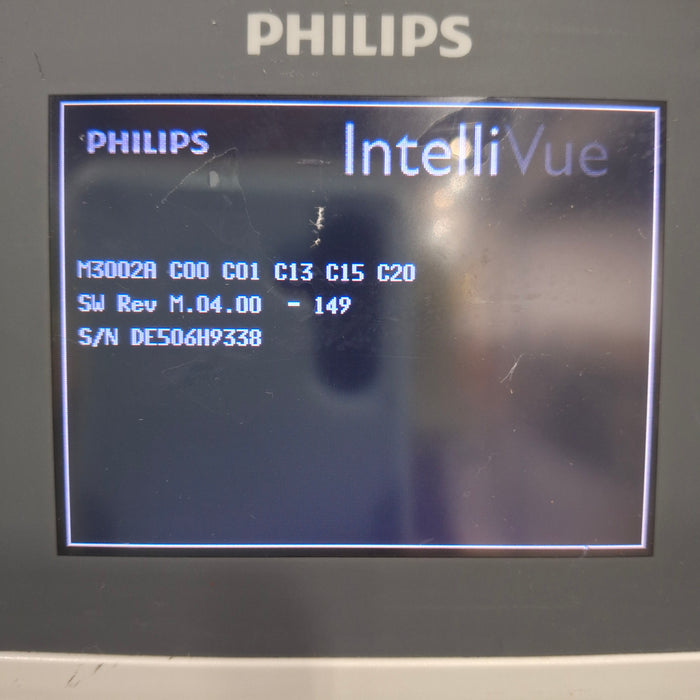 PHILIPS
PHILIPS IntelliVue
M3002A C00 C01 C13 C15 C20
SW Rev M.04.00 - 149
S/N DE506H9338